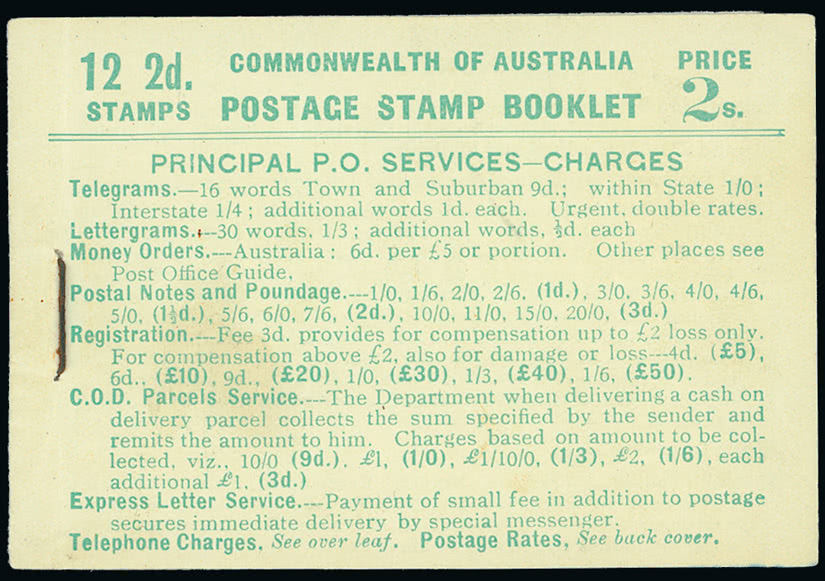 12 2d. COMMONWEALTH OF AUSTRALIA PRICE
STAMPS POSTAGE STAMP BOOKLET 2s.
PRINCIPAL P.O. SERVICES—CHARGES
Telegrams.—16 words Town and Suburban 9d.; within State 1/0;
Interstate 1/4; additional words 1d. each. Urgent, double rates.
Lettergrams.--30 words, 1/3; additional words, ½d. each
Money Orders.---Australia: 6d. per £5 or portion. Other places see
Post Office Guide.
Postal Notes and Poundage.---1/0, 1/6, 2/0, 2/6, (1d.), 3/0, 3/6, 4/0, 4/6,
5/0, (1½d.), 5/6, 6/0, 7/6, (2d.), 10/0, 11/0, 15/0, 20/0, (3d.)
Registration.---Fee 3d. provides for compensation up to £2 loss only.
For compensation above £2, also for damage or loss---4d. (£5),
6d., (£10), 9d., (£20), 1/0, (£30), 1/3, (£40), 1/6, (£50).
C.O.D. Parcels Service.---The Department when delivering a cash on
delivery parcel collects the sum specified by the sender and
remits the amount to him. Charges based on amount to be col-
lected, viz., 10/0 (9d.), £1, (1/0), £1/10/0, (1/3), £2, (1/6), each
additional £1, (3d.)
Express Letter Service.---Payment of small fee in addition to postage
secures immediate delivery by special messenger.
Telephone Charges, See over leaf. Postage Rates, See back cover.